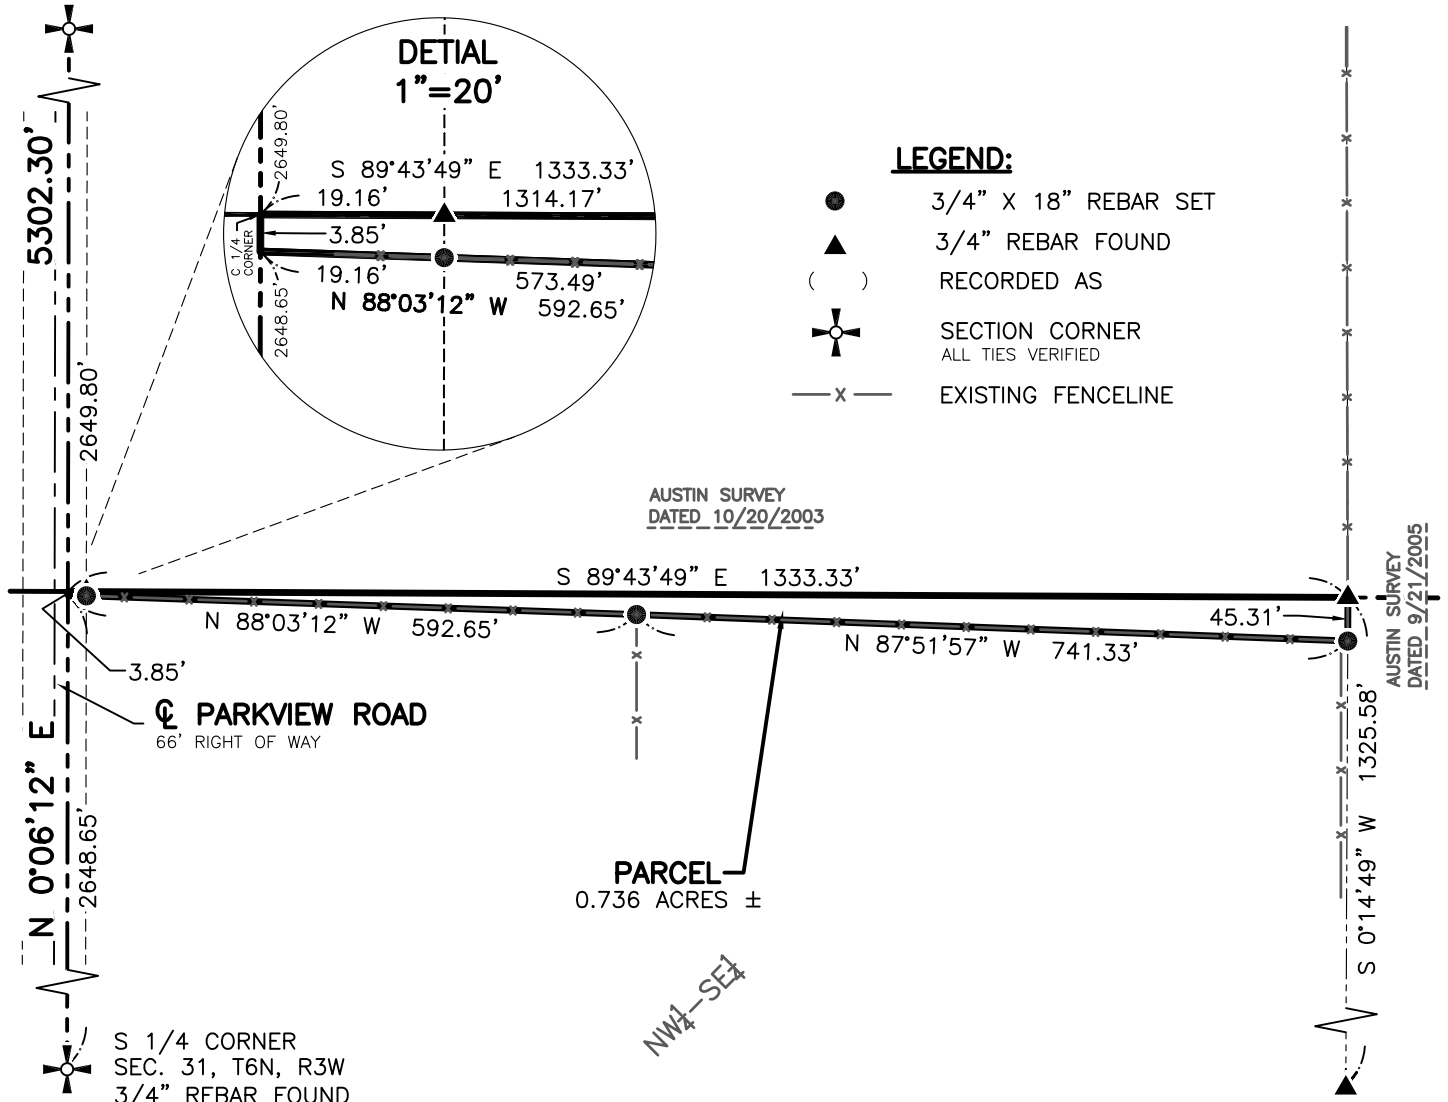 DETIAL
1"=20'
2649.80'
S 89°43'49" E 1333.33'
19.16' 1314.17'
3.85'
C 1/4
CORNER
19.16'
573.49'
N 88°03'12" W 592.65'
2648.65'
LEGEND:
3/4" X 18" REBAR SET
3/4" REBAR FOUND
( ) RECORDED AS
SECTION CORNER
ALL TIES VERIFIED
X EXISTING FENCELINE
5302.30'
2649.80'
AUSTIN SURVEY
DATED 10/20/2003
S 89°43'49" E 1333.33'
N 88°03'12" W 592.65'
N 87°51'57" W 741.33'
45.31'
AUSTIN SURVEY
DATED 9/21/2005
3.85'
℄ PARKVIEW ROAD
66' RIGHT OF WAY
N 0°06'12" E
2648.65'
PARCEL
0.736 ACRES ±
S 0°14'49" W 1325.58'
NW1/4-SE1/4
S 1/4 CORNER
SEC. 31, T6N, R3W
3/4" REBAR FOUND